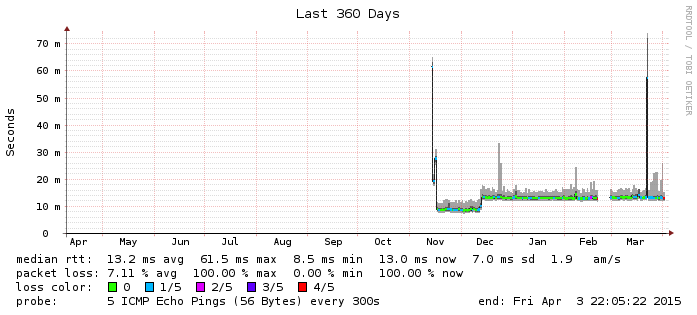 Last 360 Days
RRDTOOL / TOBI OETIKER
Seconds
70 m
60 m
50 m
40 m
30 m
20 m
10 m
0
Apr May Jun Jul Aug Sep Oct Nov Dec Jan Feb Mar
median rtt: 13.2 ms avg 61.5 ms max 8.5 ms min 13.0 ms now 7.0 ms sd 1.9 am/s
packet loss: 7.11 % avg 100.00 % max 0.00 % min 100.00 % now
loss color: 0 1/5 2/5 3/5 4/5
probe: 5 ICMP Echo Pings (56 Bytes) every 300s end: Fri Apr 3 22:05:22 2015